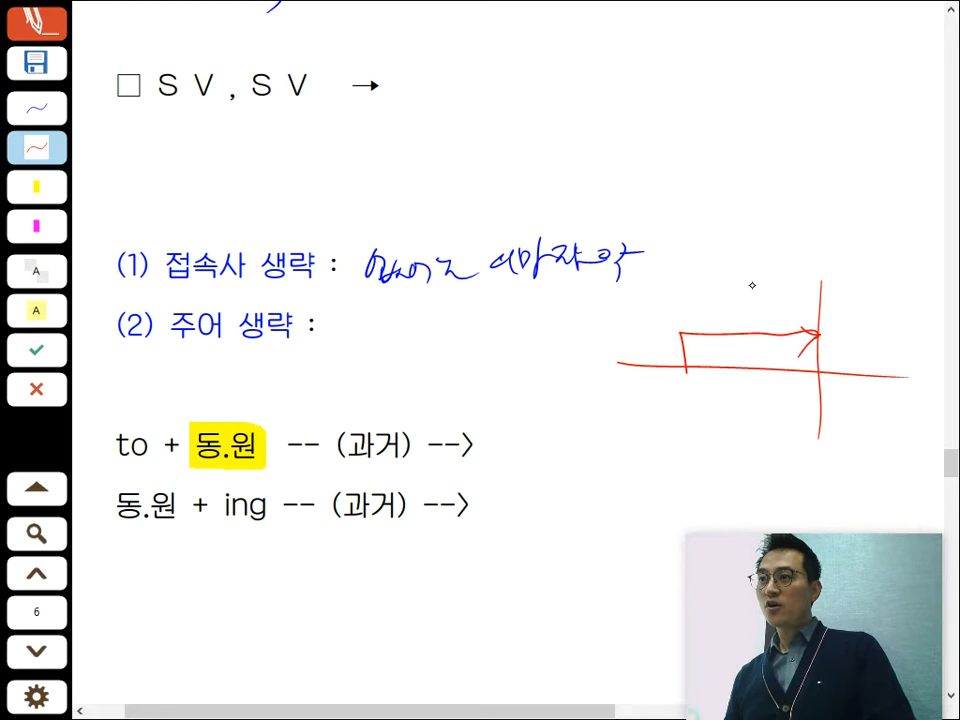 □ S V , S V →
(1) 접속사 생략 :
(2) 주어 생략 :
to + 동.원 -- (과거) -->
동.원 + ing -- (과거) -->
A
A
6